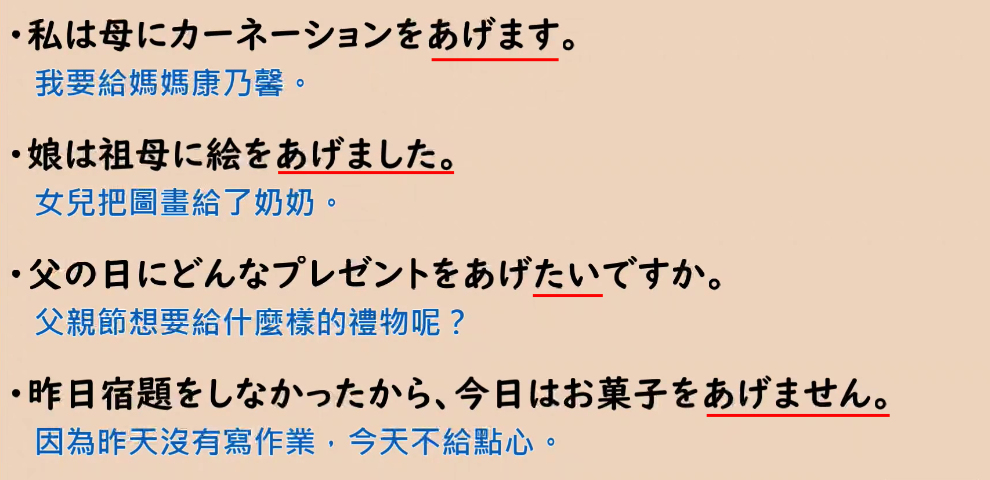 ・私は母にカーネーションをあげます。
我要給媽媽康乃馨。
・娘は祖母に絵をあげました。
女兒把圖畫給了奶奶。
・父の日にどんなプレゼントをあげたいですか。
父親節想要給什麼樣的禮物呢？
・昨日宿題をしなかったから、今日はお菓子をあげません。
因為昨天沒有寫作業，今天不給點心。